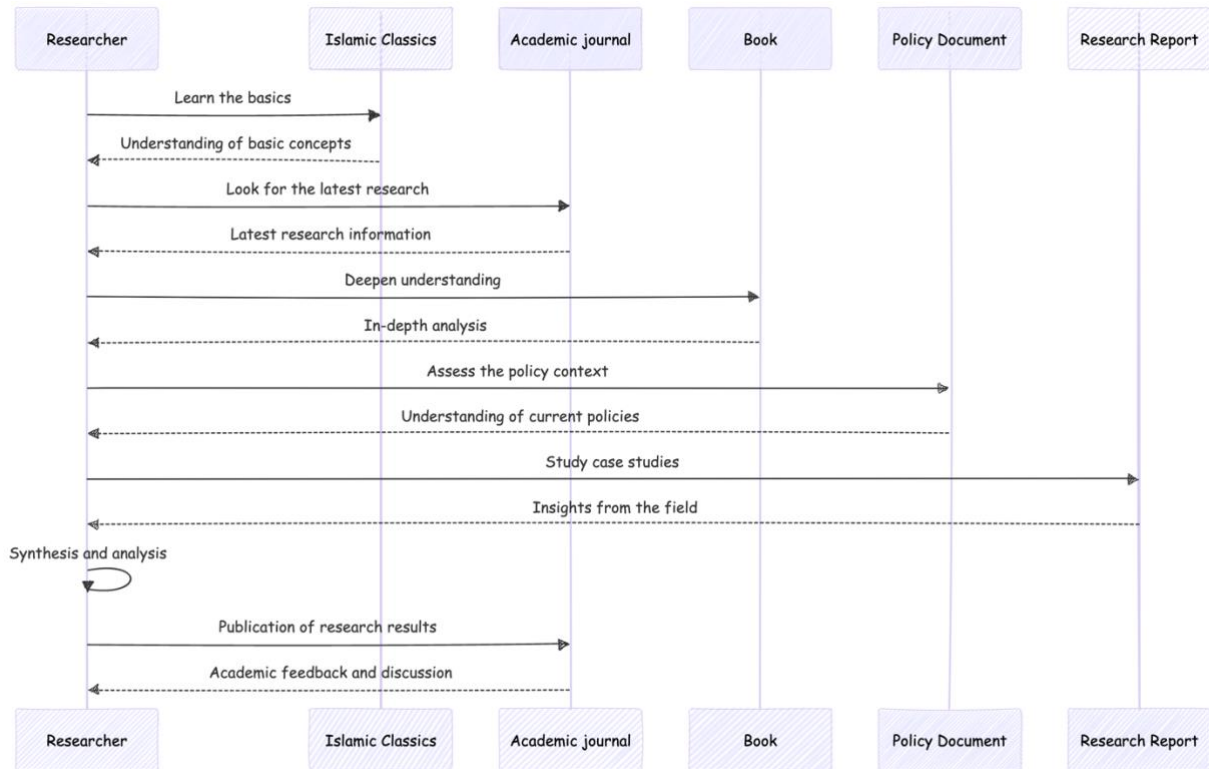 Researcher
Islamic Classics
Academic journal
Book
Policy Document
Research Report
Learn the basics
Understanding of basic concepts
Look for the latest research
Latest research information
Deepen understanding
In-depth analysis
Assess the policy context
Understanding of current policies
Study case studies
Insights from the field
Synthesis and analysis
Publication of research results
Academic feedback and discussion
Researcher
Islamic Classics
Academic journal
Book
Policy Document
Research Report